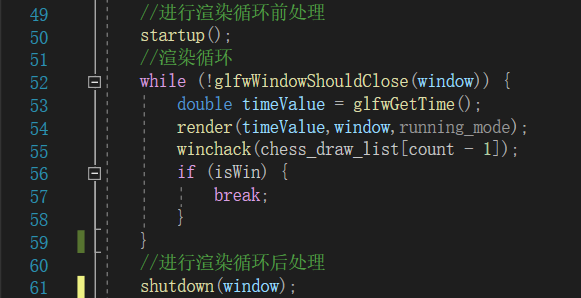 49 //进行渲染循环前处理
50 startup();
51 //渲染循环
52 while (!glfwWindowShouldClose(window)) {
53 double timeValue = glfwGetTime();
54 render(timeValue,window,running_mode);
55 winchack(chess_draw_list[count - 1]);
56 if (isWin) {
57 break;
58 }
59 }
60 //进行渲染循环后处理
61 shutdown(window);